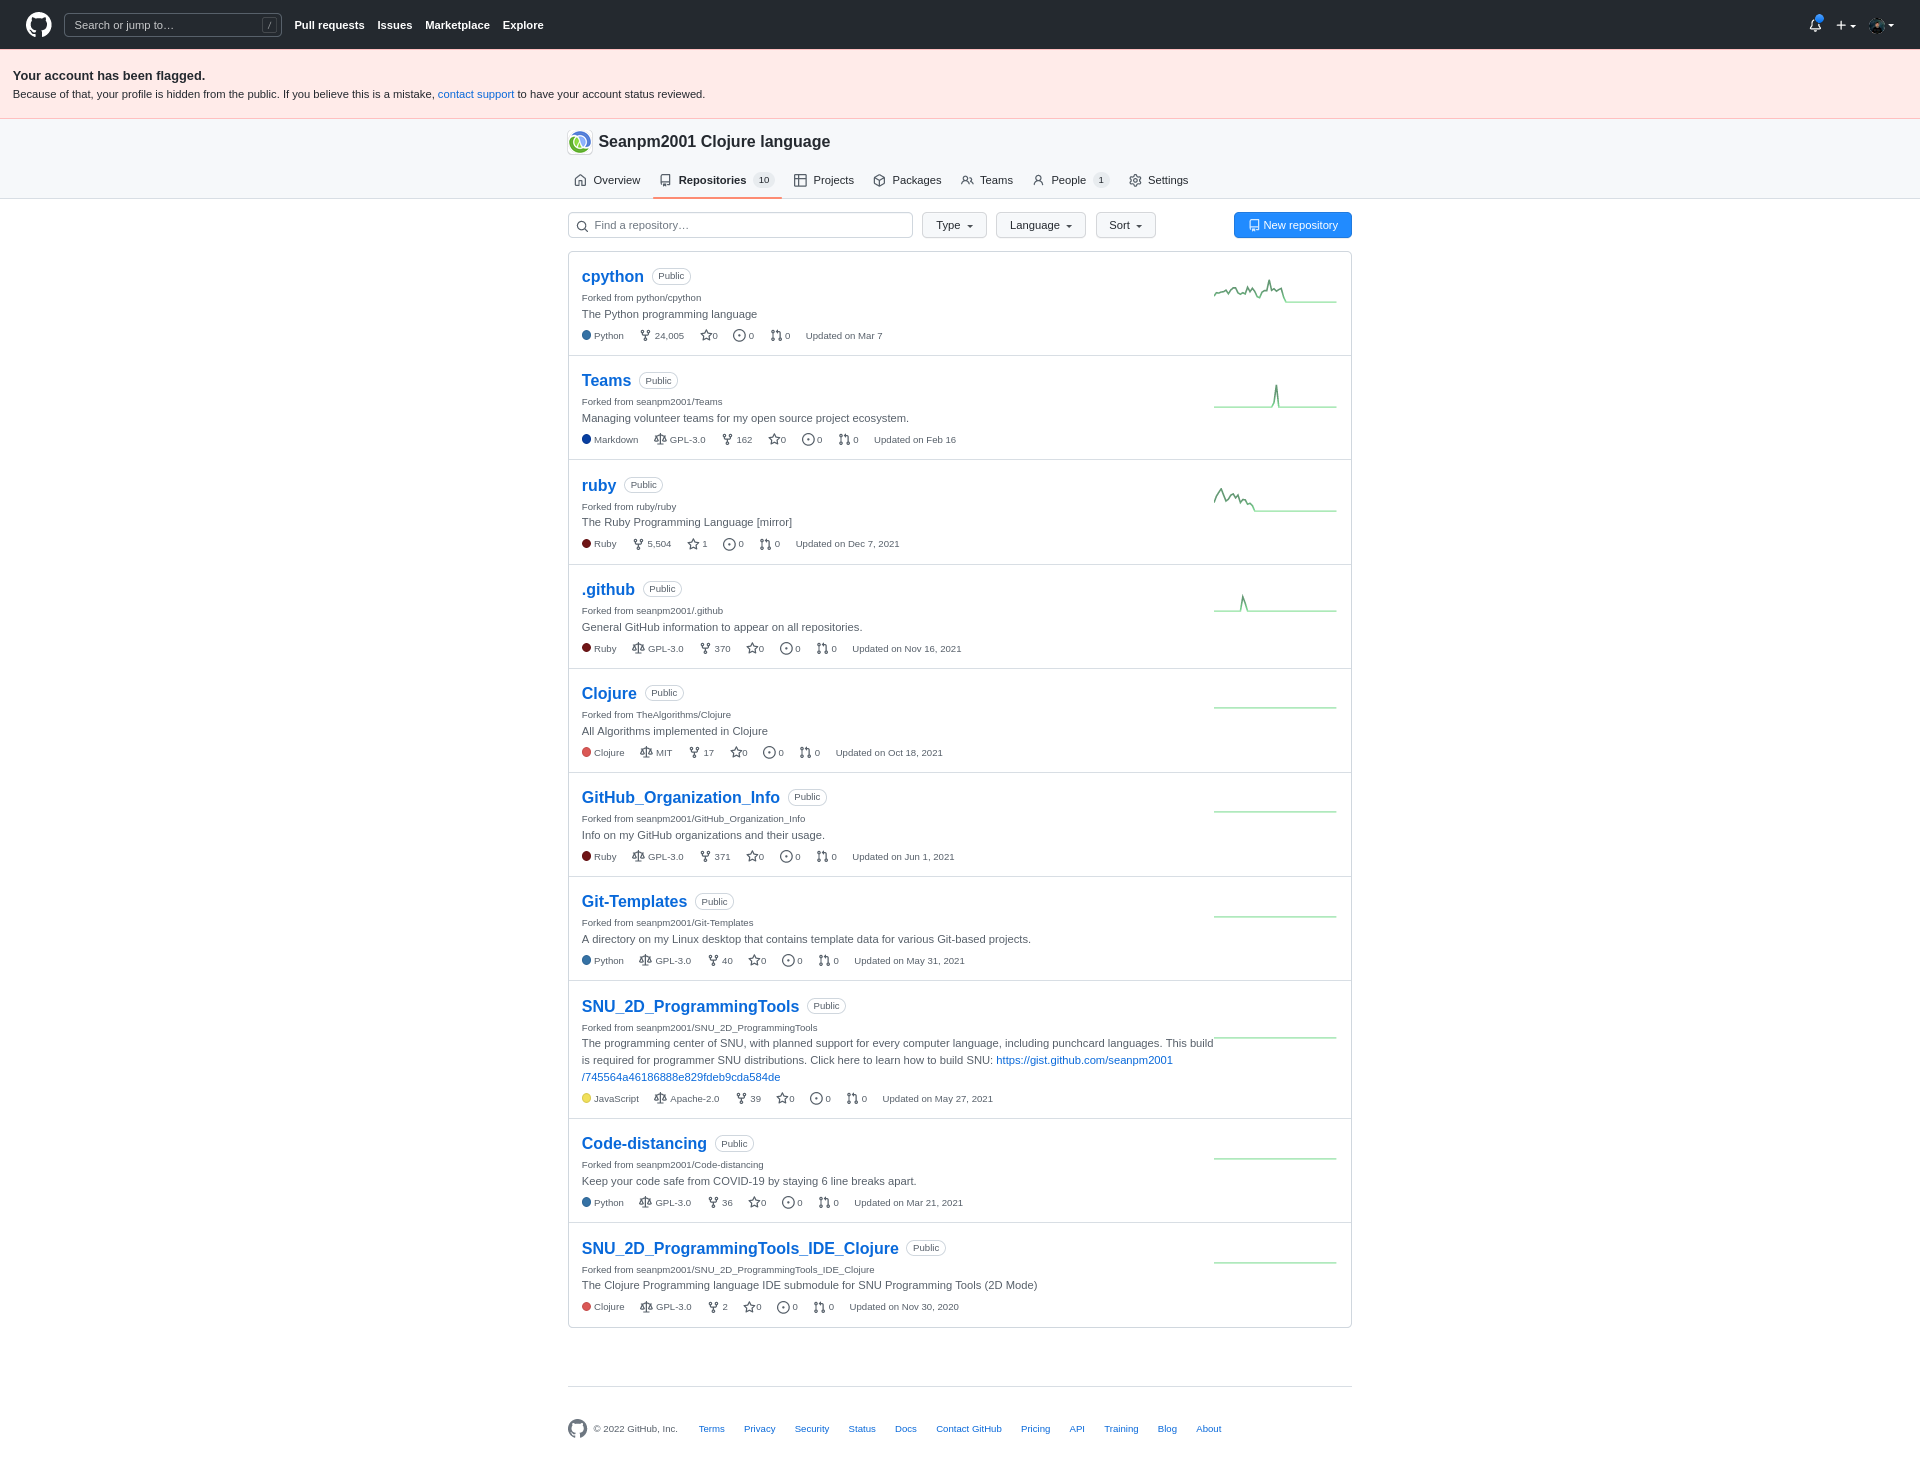 Search or jump to… /
Pull requests Issues Marketplace Explore
Your account has been flagged.
Because of that, your profile is hidden from the public. If you believe this is a mistake, contact support to have your account status reviewed.
Seanpm2001 Clojure language
Overview Repositories 10 Projects Packages Teams People 1 Settings
Find a repository… Type Language Sort New repository
cpython Public
Forked from python/cpython
The Python programming language
Python 24,005 0 0 0 Updated on Mar 7
Teams Public
Forked from seanpm2001/Teams
Managing volunteer teams for my open source project ecosystem.
Markdown GPL-3.0 162 0 0 0 Updated on Feb 16
ruby Public
Forked from ruby/ruby
The Ruby Programming Language [mirror]
Ruby 5,504 1 0 0 Updated on Dec 7, 2021
.github Public
Forked from seanpm2001/.github
General GitHub information to appear on all repositories.
Ruby GPL-3.0 370 0 0 0 Updated on Nov 16, 2021
Clojure Public
Forked from TheAlgorithms/Clojure
All Algorithms implemented in Clojure
Clojure MIT 17 0 0 0 Updated on Oct 18, 2021
GitHub_Organization_Info Public
Forked from seanpm2001/GitHub_Organization_Info
Info on my GitHub organizations and their usage.
Ruby GPL-3.0 371 0 0 0 Updated on Jun 1, 2021
Git-Templates Public
Forked from seanpm2001/Git-Templates
A directory on my Linux desktop that contains template data for various Git-based projects.
Python GPL-3.0 40 0 0 0 Updated on May 31, 2021
SNU_2D_ProgrammingTools Public
Forked from seanpm2001/SNU_2D_ProgrammingTools
The programming center of SNU, with planned support for every computer language, including punchcard languages. This build
is required for programmer SNU distributions. Click here to learn how to build SNU: https://gist.github.com/seanpm2001
/745564a46186888e829fdeb9cda584de
JavaScript Apache-2.0 39 0 0 0 Updated on May 27, 2021
Code-distancing Public
Forked from seanpm2001/Code-distancing
Keep your code safe from COVID-19 by staying 6 line breaks apart.
Python GPL-3.0 36 0 0 0 Updated on Mar 21, 2021
SNU_2D_ProgrammingTools_IDE_Clojure Public
Forked from seanpm2001/SNU_2D_ProgrammingTools_IDE_Clojure
The Clojure Programming language IDE submodule for SNU Programming Tools (2D Mode)
Clojure GPL-3.0 2 0 0 0 Updated on Nov 30, 2020
© 2022 GitHub, Inc. Terms Privacy Security Status Docs Contact GitHub Pricing API Training Blog About